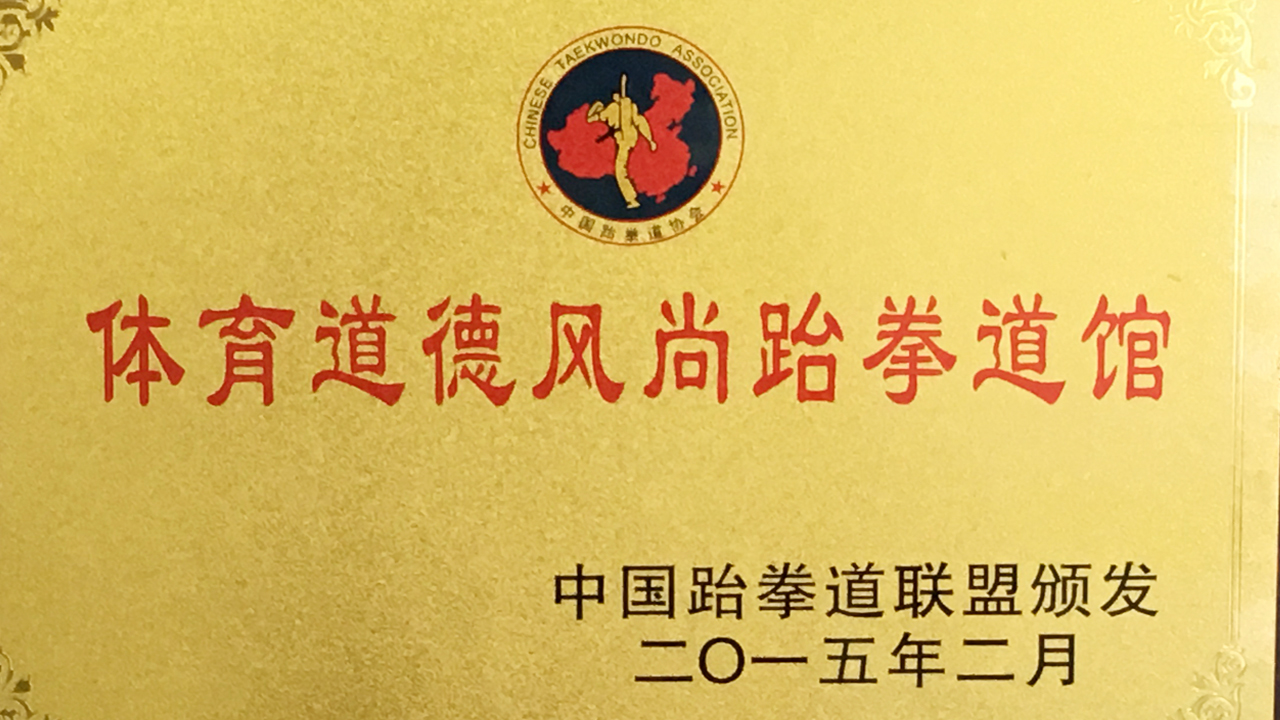 CHINESE TAEKWONDO ASSOCIATION
中国跆拳道协会
体育道德风尚跆拳道馆
中国跆拳道联盟颁发
二〇一五年二月